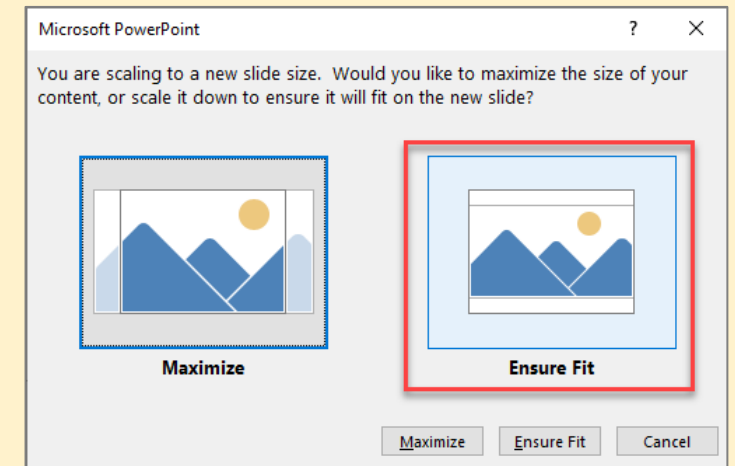 Microsoft PowerPoint ?
You are scaling to a new slide size. Would you like to maximize the size of your
content, or scale it down to ensure it will fit on the new slide?
Maximize Ensure Fit
Maximize Ensure Fit Cancel